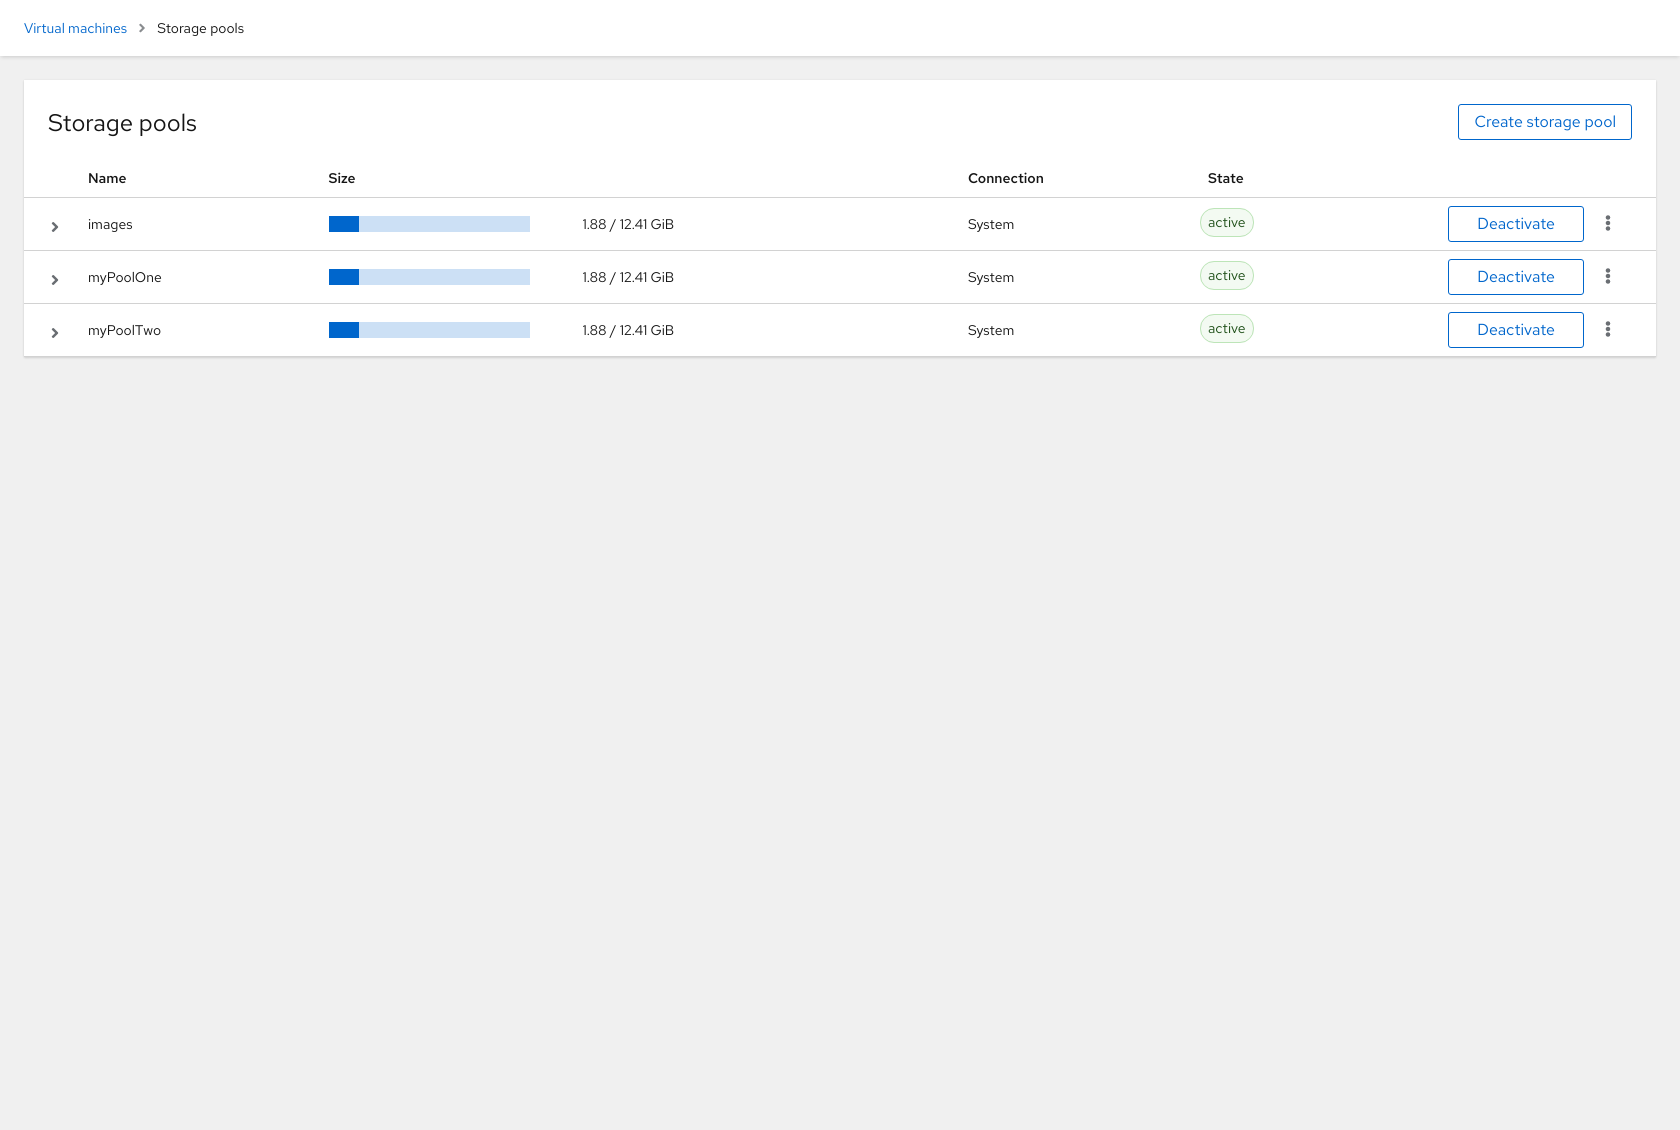 Virtual machines Storage pools
Storage pools Create storage pool
Name Size Connection State
images 1.88 / 12.41 GiB System active Deactivate
myPoolOne 1.88 / 12.41 GiB System active Deactivate
myPoolTwo 1.88 / 12.41 GiB System active Deactivate